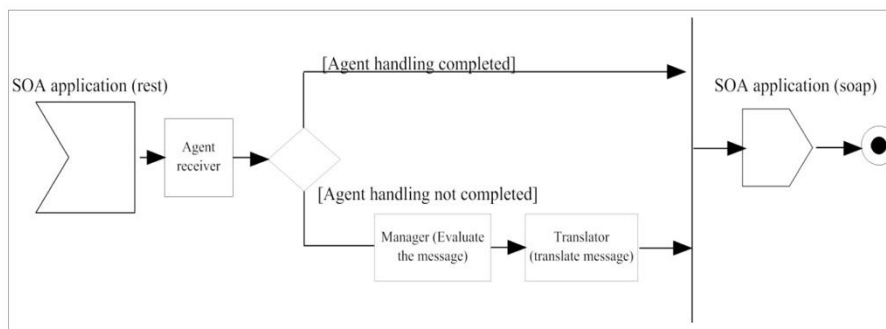 [Agent handling completed]
SOA application (rest)
SOA application (soap)
Agent
receiver
[Agent handling not completed]
Manager (Evaluate
the message)
Translator
(translate message)